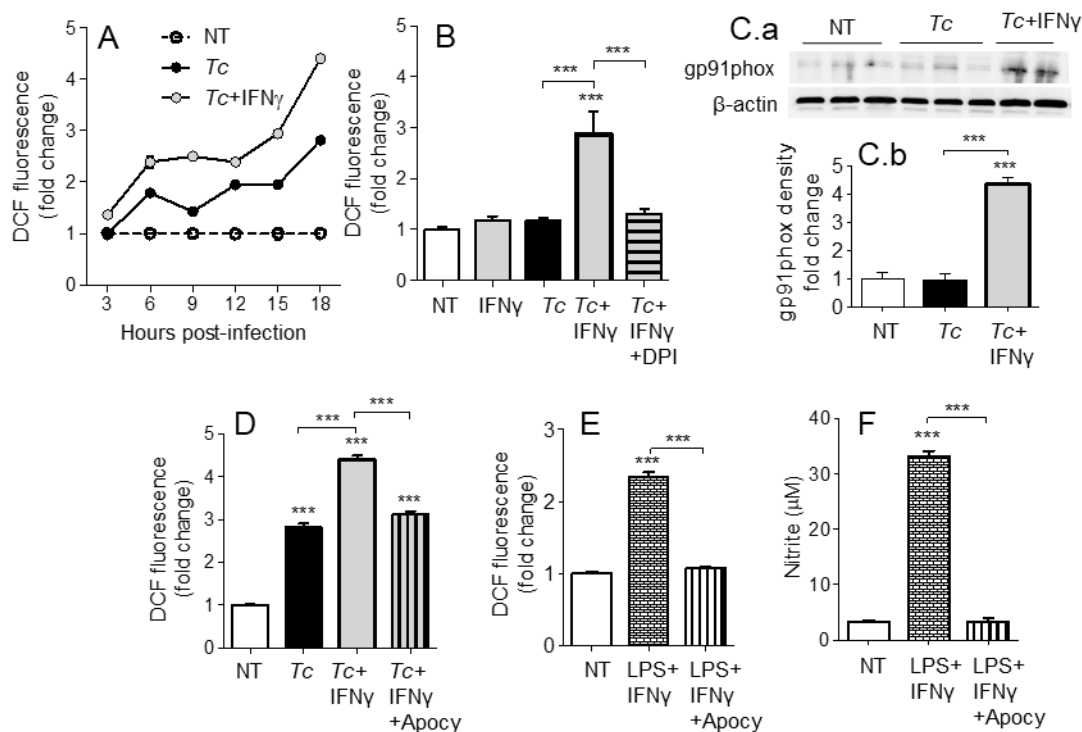 A
NT
Tc
Tc+IFNγ
DCF fluorescence
(fold change)
5
4
3
2
1
0
3 6 9 12 15 18
Hours post-infection
B
DCF fluorescence
(fold change)
4
3
2
1
0
***
***
***
NT
IFNγ
Tc
Tc+
IFNγ
Tc+
IFNγ
+DPI
C.a
NT
Tc
Tc+IFNγ
gp91phox
β-actin
C.b
gp91phox density
fold change
5
4
3
2
1
0
***
***
NT
Tc
Tc+
IFNγ
D
DCF fluorescence
(fold change)
5
4
3
2
1
0
***
***
***
***
***
NT
Tc
Tc+
IFNγ
Tc+
IFNγ
+Apocy
E
DCF fluorescence
(fold change)
3
2
1
0
***
***
NT
LPS+
IFNγ
LPS+
IFNγ
+Apocy
F
Nitrite (μM)
40
30
20
10
0
***
***
NT
LPS+
IFNγ
LPS+
IFNγ
+Apocy